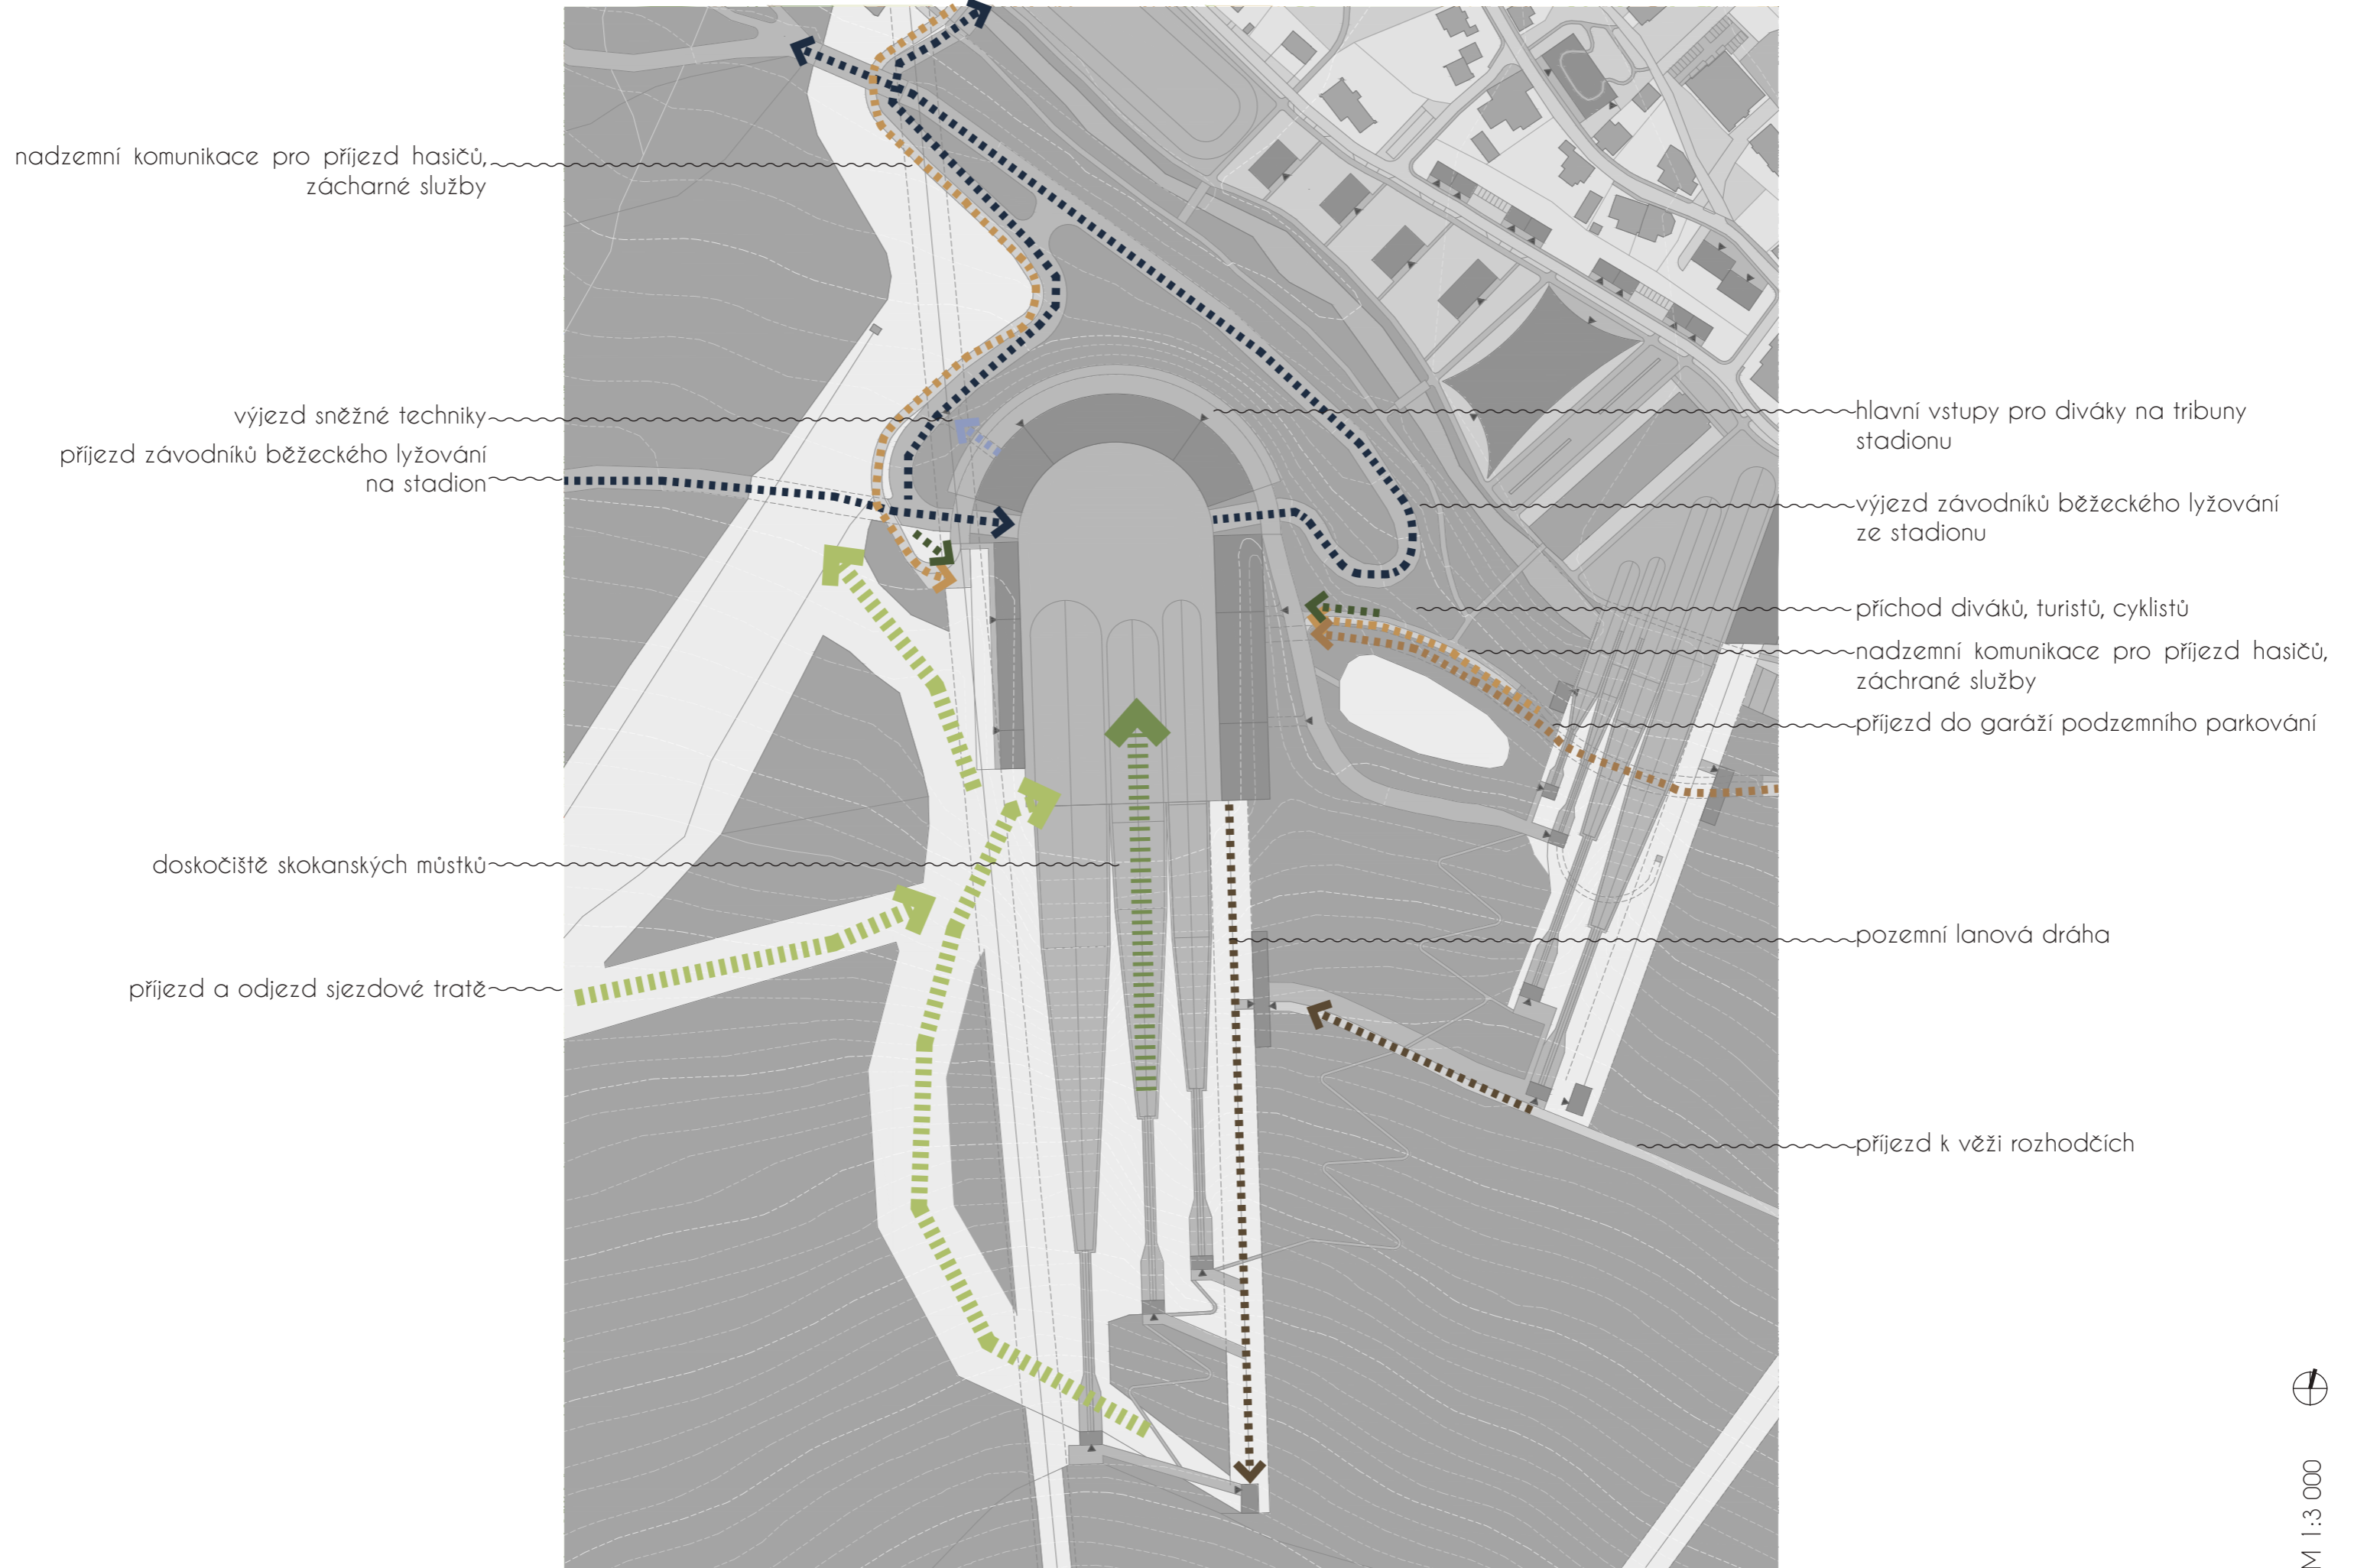 nadzemní komunikace pro příjezd hasičů,
zácharné služby
výjezd sněžné techniky
příjezd závodníků běžeckého lyžování
na stadion
doskočiště skokanských můstků
příjezd a odjezd sjezdové tratě
hlavní vstupy pro diváky na tribuny
stadionu
výjezd závodníků běžeckého lyžování
ze stadionu
příchod diváků, turistů, cyklistů
nadzemní komunikace pro příjezd hasičů,
záchrané služby
příjezd do garáží podzemního parkování
pozemní lanová dráha
příjezd k věži rozhodčích
M 1:3 000